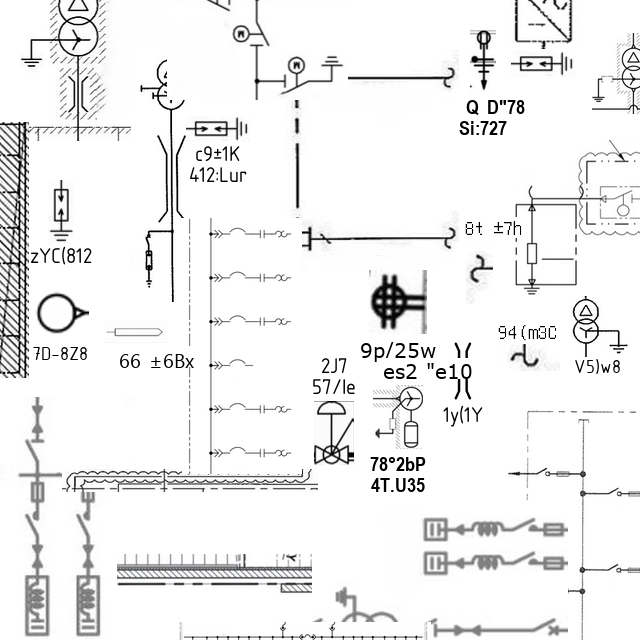 Q D"78
Si:727
c9±1K
412:Lur
8t ±7h
zYC(812
7D-8Z8
66 ±6Bx
9p/25w
es2 "e10
94(m3C
V5)w8
2J7
57/Ie
1y(1Y
78°2bP
4T.U35